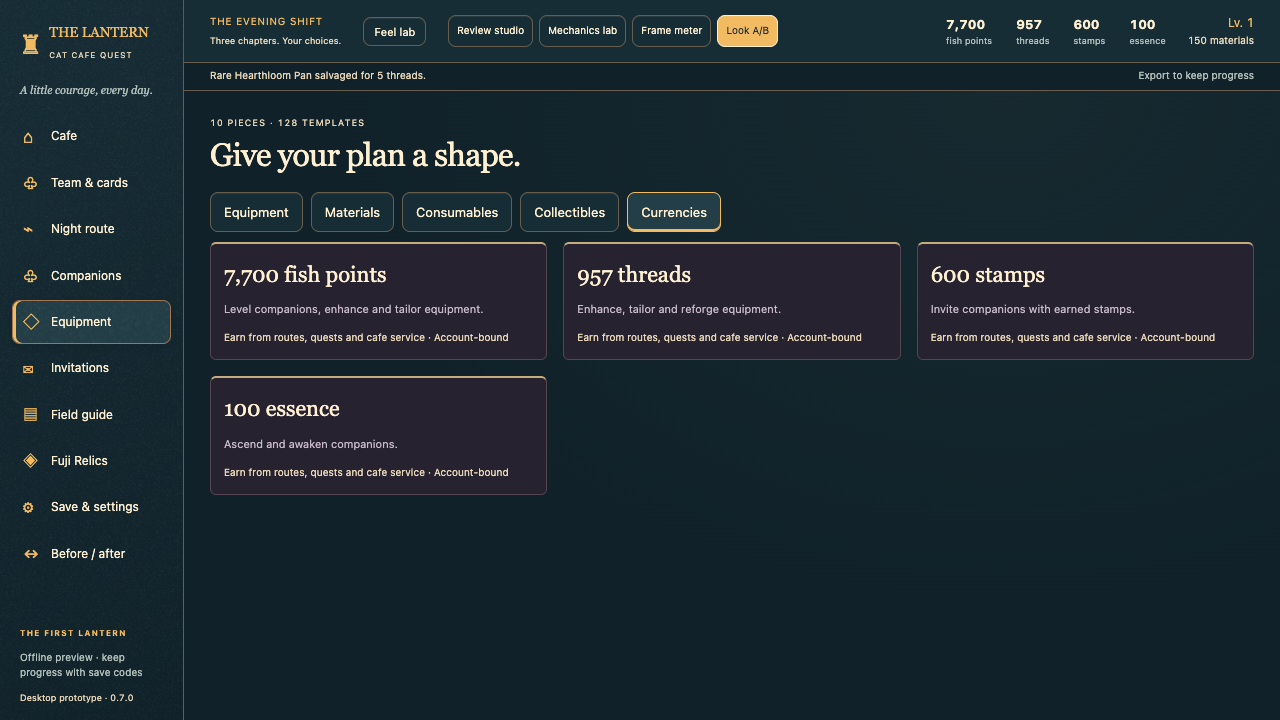 THE LANTERN
CAT CAFE QUEST
A little courage, every day.
Cafe
Team & cards
Night route
Companions
Equipment
Invitations
Field guide
Fuji Relics
Save & settings
Before / after
THE FIRST LANTERN
Offline preview · keep
progress with save codes
Desktop prototype · 0.7.0
THE EVENING SHIFT
Three chapters. Your choices.
Feel lab
Review studio
Mechanics lab
Frame meter
Look A/B
7,700
fish points
957
threads
600
stamps
100
essence
Lv. 1
150 materials
Rare Hearthloom Pan salvaged for 5 threads.
Export to keep progress
10 PIECES · 128 TEMPLATES
Give your plan a shape.
Equipment
Materials
Consumables
Collectibles
Currencies
7,700 fish points
Level companions, enhance and tailor equipment.
Earn from routes, quests and cafe service · Account-bound
957 threads
Enhance, tailor and reforge equipment.
Earn from routes, quests and cafe service · Account-bound
600 stamps
Invite companions with earned stamps.
Earn from routes, quests and cafe service · Account-bound
100 essence
Ascend and awaken companions.
Earn from routes, quests and cafe service · Account-bound